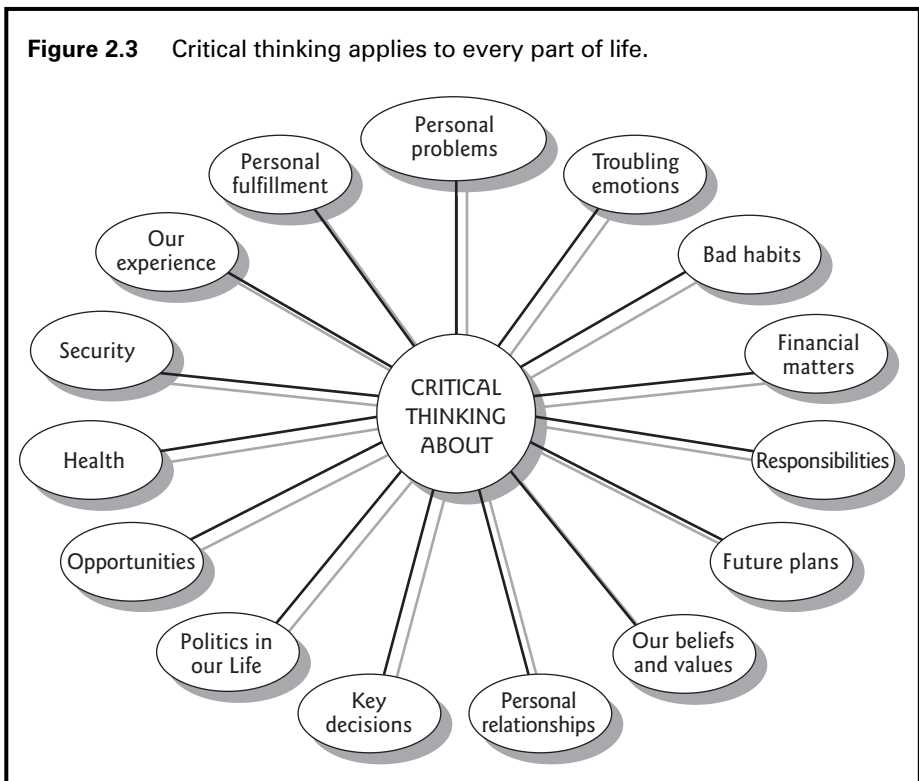 Figure 2.3 Critical thinking applies to every part of life.
Personal
problems
Troubling
emotions
Bad habits
Financial
matters
Responsibilities
Future plans
Our beliefs
and values
Personal
relationships
Key
decisions
Politics in
our Life
Opportunities
Health
Security
Our
experience
Personal
fulfillment
CRITICAL
THINKING
ABOUT